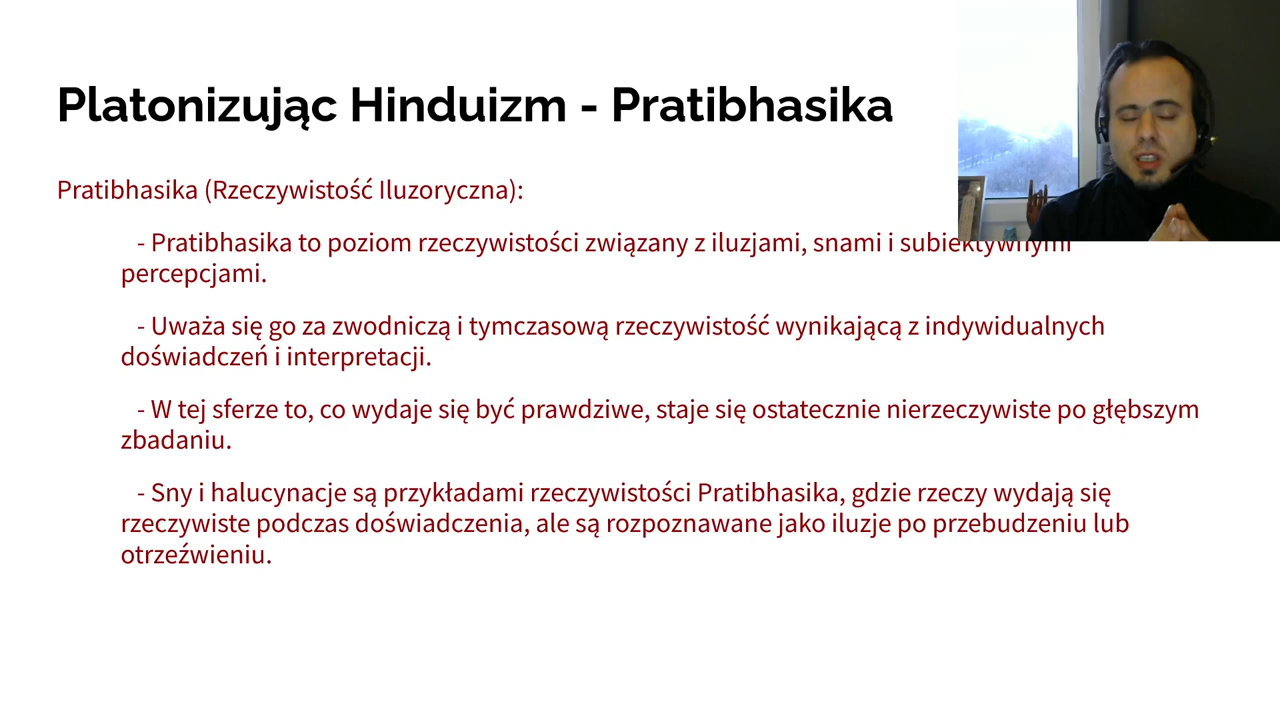 Platonizując Hinduizm - Pratibhasika
Pratibhasika (Rzeczywistość Iluzoryczna):
- Pratibhasika to poziom rzeczywistości związany z iluzjami, snami i subiektywnymi
percepcjami.
- Uważa się go za zwodniczą i tymczasową rzeczywistość wynikającą z indywidualnych
doświadczeń i interpretacji.
- W tej sferze to, co wydaje się być prawdziwe, staje się ostatecznie nierzeczywiste po głębszym
zbadaniu.
- Sny i halucynacje są przykładami rzeczywistości Pratibhasika, gdzie rzeczy wydają się
rzeczywiste podczas doświadczenia, ale są rozpoznawane jako iluzje po przebudzeniu lub
otrzeźwieniu.